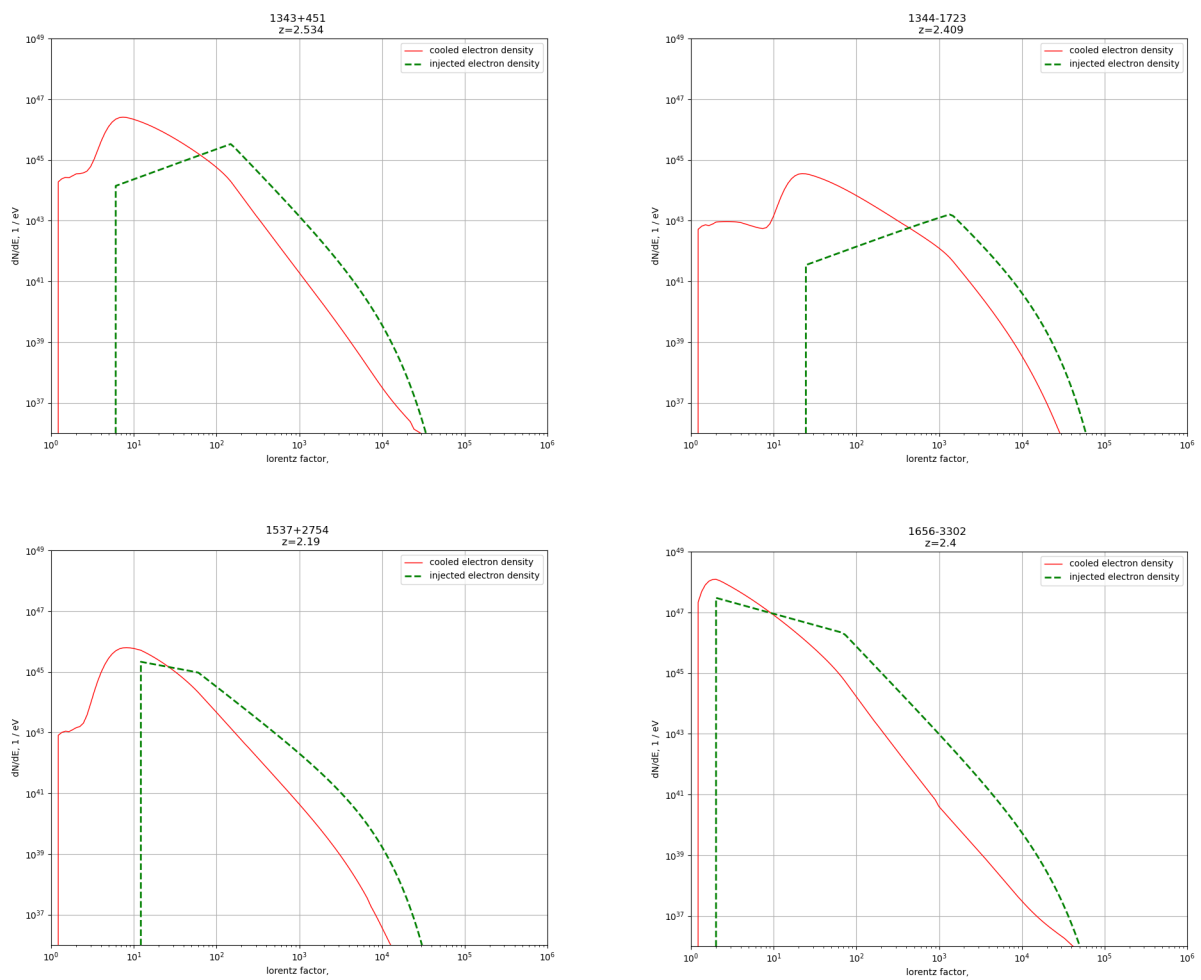 1343+451
z=2.534
10^49
10^47
10^45
10^43
10^41
10^39
10^37
dN/dE, 1 / eV
cooled electron density
injected electron density
10^0 10^1 10^2 10^3 10^4 10^5 10^6
lorentz factor,
1344-1723
z=2.409
10^49
10^47
10^45
10^43
10^41
10^39
10^37
dN/dE, 1 / eV
cooled electron density
injected electron density
10^0 10^1 10^2 10^3 10^4 10^5 10^6
lorentz factor,
1537+2754
z=2.19
10^49
10^47
10^45
10^43
10^41
10^39
10^37
dN/dE, 1 / eV
cooled electron density
injected electron density
10^0 10^1 10^2 10^3 10^4 10^5 10^6
lorentz factor,
1656-3302
z=2.4
10^49
10^47
10^45
10^43
10^41
10^39
10^37
dN/dE, 1 / eV
cooled electron density
injected electron density
10^0 10^1 10^2 10^3 10^4 10^5 10^6
lorentz factor,